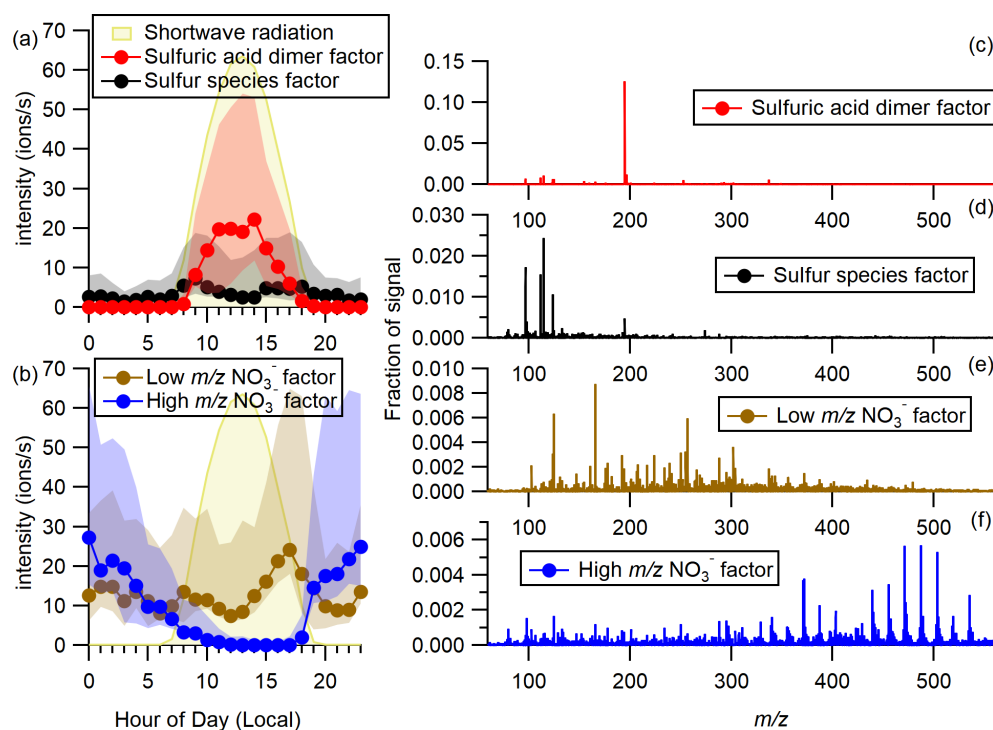 (a)
70
60
50
40
30
20
10
0
intensity (ions/s)
Shortwave radiation
Sulfuric acid dimer factor
Sulfur species factor
0 5 10 15 20
(b)
70
60
50
40
30
20
10
0
intensity (ions/s)
Low m/z NO₃⁻ factor
High m/z NO₃⁻ factor
0 5 10 15 20
Hour of Day (Local)
Fraction of signal
(c)
0.15
0.10
0.05
0.00
Sulfuric acid dimer factor
100 200 300 400 500
(d)
0.030
0.020
0.010
0.000
Sulfur species factor
100 200 300 400 500
(e)
0.010
0.008
0.006
0.004
0.002
0.000
Low m/z NO₃⁻ factor
100 200 300 400 500
(f)
0.006
0.004
0.002
0.000
High m/z NO₃⁻ factor
100 200 300 400 500
m/z